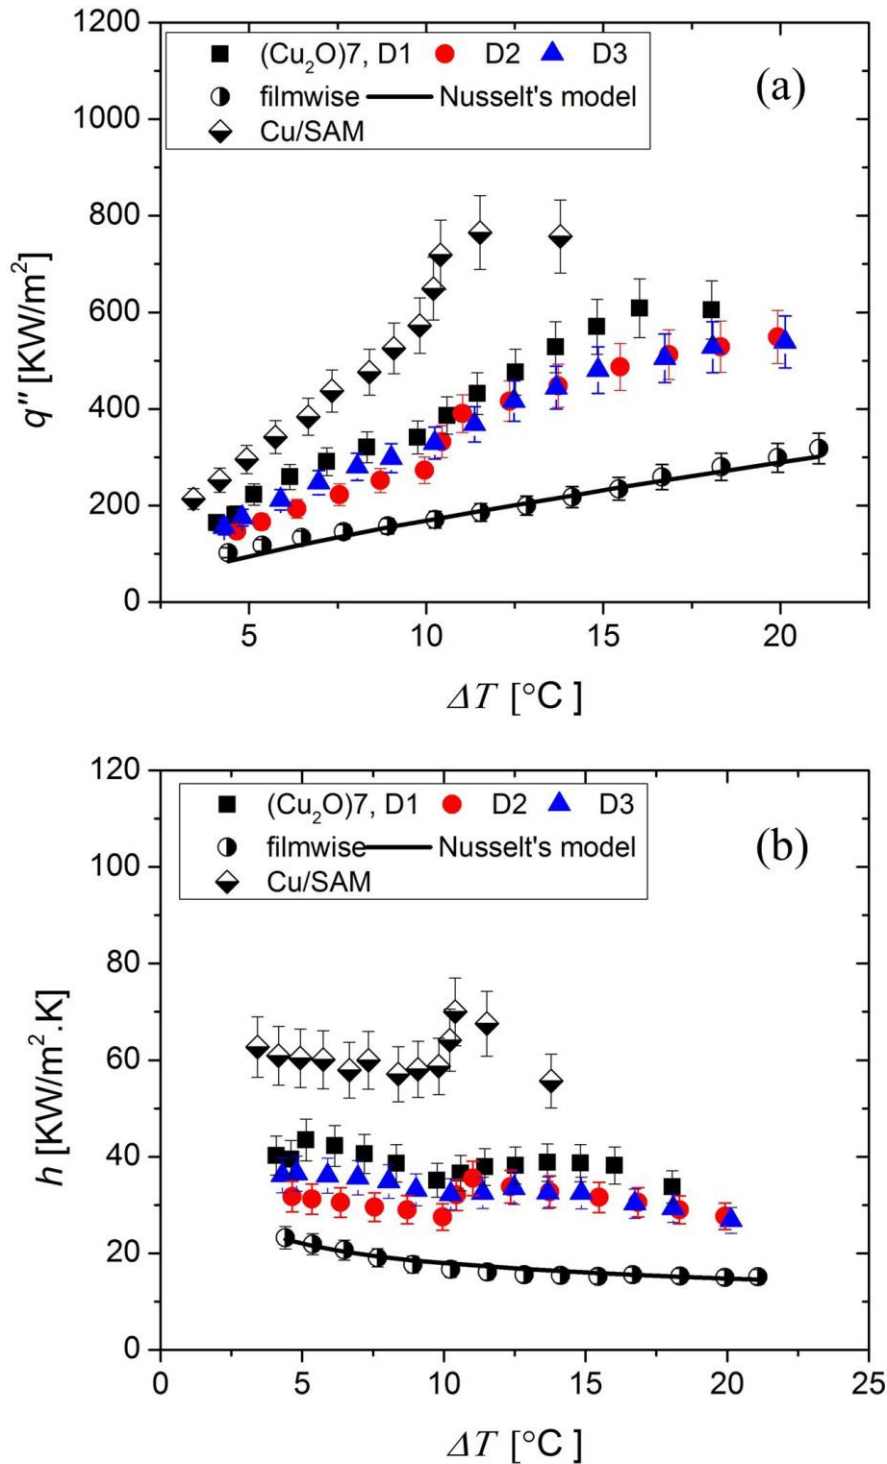 1200
1000
800
600
400
200
0
q″ [KW/m²]
(Cu₂O)7, D1 D2 D3
filmwise Nusselt's model
Cu/SAM
(a)
5 10 15 20
ΔT [°C ]
120
100
80
60
40
20
0
h [KW/m².K]
(Cu₂O)7, D1 D2 D3
filmwise Nusselt's model
Cu/SAM
(b)
0 5 10 15 20 25
ΔT [°C ]